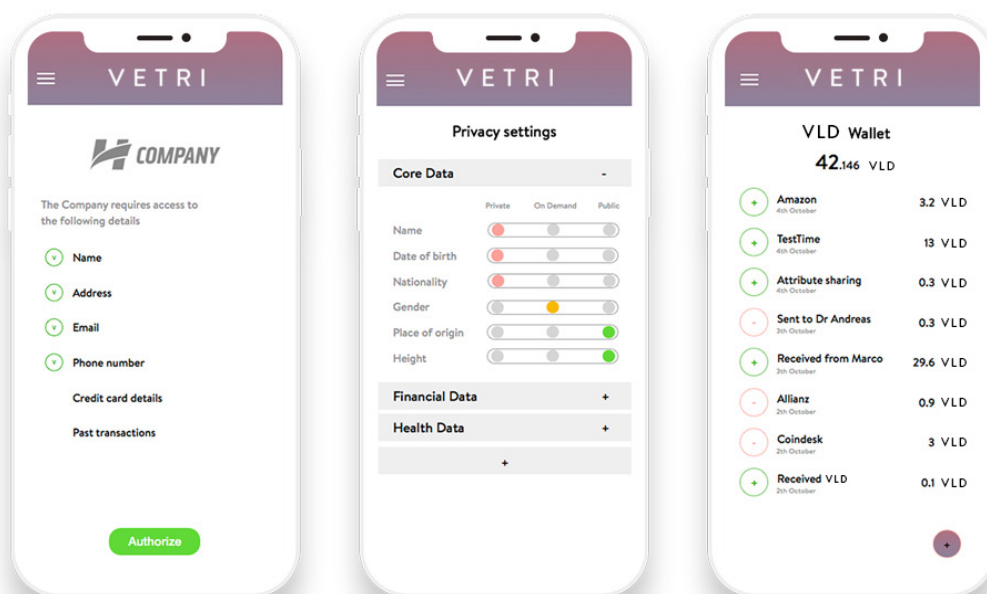 VETRI
COMPANY
The Company requires access to
the following details
v Name
v Address
v Email
v Phone number
Credit card details
Past transactions
Authorize
VETRI
Privacy settings
Core Data -
Private On Demand Public
Name
Date of birth
Nationality
Gender
Place of origin
Height
Financial Data +
Health Data +
+
VETRI
VLD Wallet
42.146 VLD
+ Amazon 3.2 VLD
4th October
+ TestTime 13 VLD
4th October
+ Attribute sharing 0.3 VLD
4th October
- Sent to Dr Andreas 0.3 VLD
3th October
+ Received from Marco 29.6 VLD
3th October
- Allianz 0.9 VLD
2th October
- Coindesk 3 VLD
2th October
+ Received VLD 0.1 VLD
2th October
+